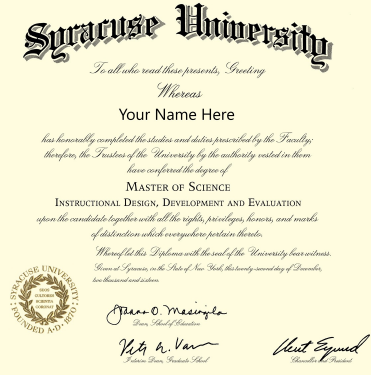 Syracuse University
To all who read these presents, Greeting
Whereas
Your Name Here
has honorably completed the studies and duties prescribed by the Faculty;
therefore, the Trustees of the University by the authority vested in them
have conferred the degree of
MASTER OF SCIENCE
INSTRUCTIONAL DESIGN, DEVELOPMENT AND EVALUATION
upon the candidate together with all the rights, privileges, honors, and marks
of distinction which everywhere pertain thereto.
Whereof let this Diploma with the seal of the University bear witness.
Given at Syracuse, in the State of New York, this twenty-second day of December,
two thousand and sixteen.
SYRACUSE UNIVERSITY
FOUNDED A·D·1870
SUOS CULTORES SCIENTIA CORONAT
Dean, School of Education
Interim Dean, Graduate School
Chancellor and President